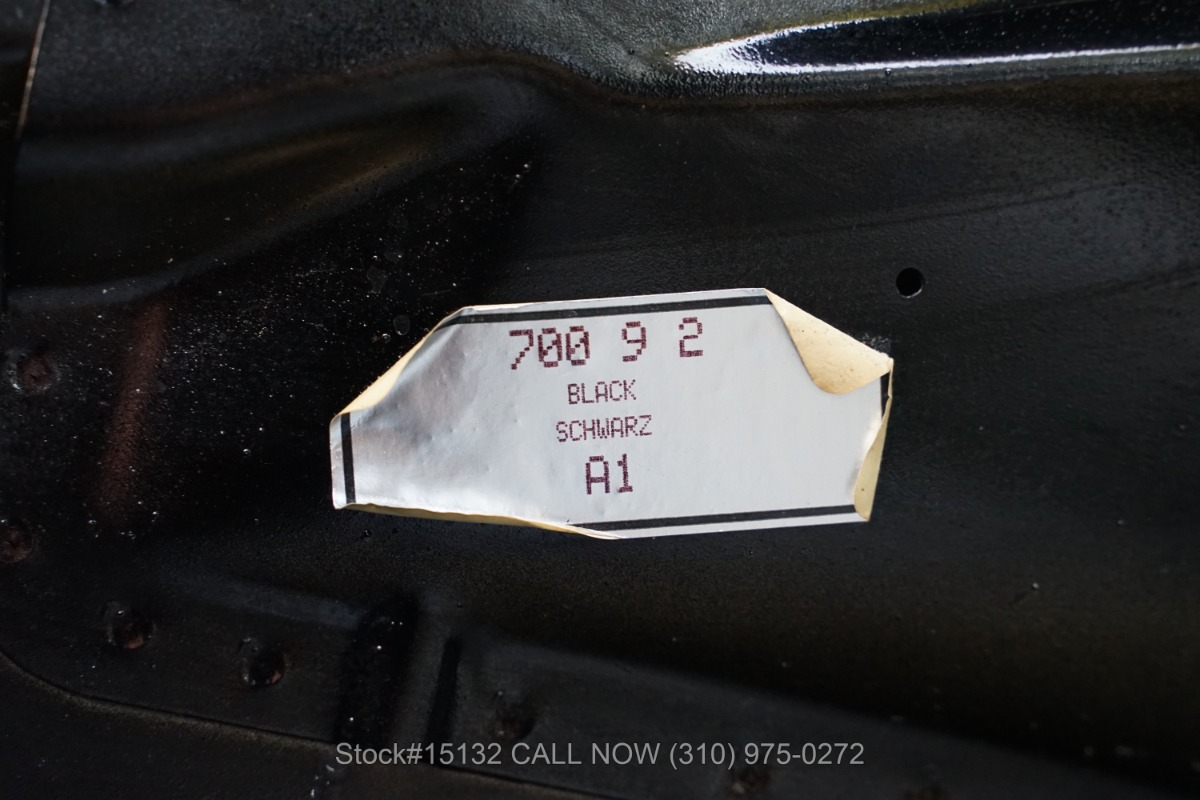 700 9 2
BLACK
SCHWARZ
A1
Stock#15132 CALL NOW (310) 975-0272